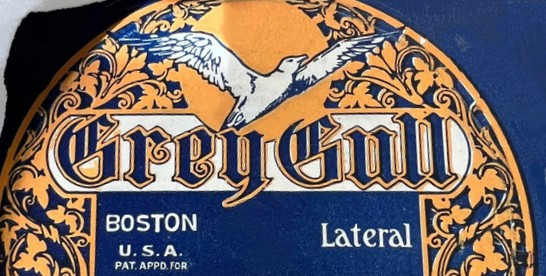 Grey Gull
BOSTON
Lateral
U. S. A.
PAT. APPD. FOR